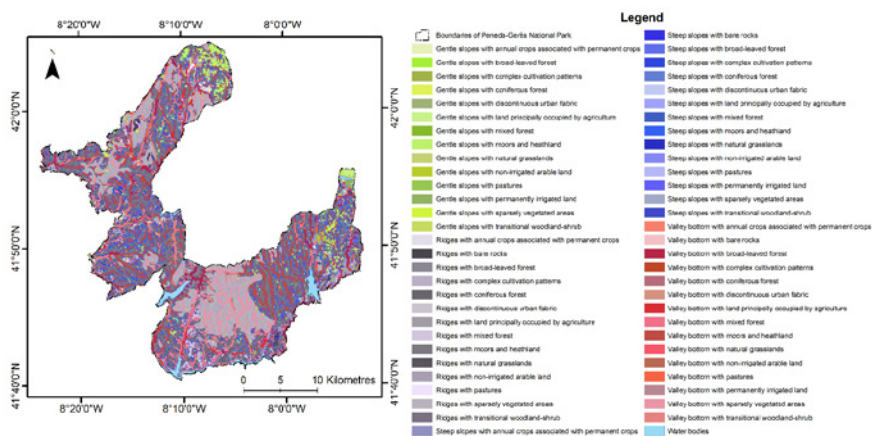 8°20'0"W 8°10'0"W 8°0'0"W
42°0'0"N
41°50'0"N
41°40'0"N
42°0'0"N
41°50'0"N
41°40'0"N
0 5 10 Kilometres
8°20'0"W 8°10'0"W 8°0'0"W
Legend
Boundaries of Peneda-Gerês National Park
Gentle slopes with annual crops associated with permanent crops
Gentle slopes with broad-leaved forest
Gentle slopes with complex cultivation patterns
Gentle slopes with coniferous forest
Gentle slopes with discontinuous urban fabric
Gentle slopes with land principally occupied by agriculture
Gentle slopes with mixed forest
Gentle slopes with moors and heathland
Gentle slopes with natural grasslands
Gentle slopes with non-irrigated arable land
Gentle slopes with pastures
Gentle slopes with permanently irrigated land
Gentle slopes with sparsely vegetated areas
Gentle slopes with transitional woodland-shrub
Ridges with annual crops associated with permanent crops
Ridges with bare rocks
Ridges with broad-leaved forest
Ridges with complex cultivation patterns
Ridges with coniferous forest
Ridges with discontinuous urban fabric
Ridges with land principally occupied by agriculture
Ridges with mixed forest
Ridges with moors and heathland
Ridges with natural grasslands
Ridges with non-irrigated arable land
Ridges with pastures
Ridges with sparsely vegetated areas
Ridges with transitional woodland-shrub
Steep slopes with annual crops associated with permanent crops
Steep slopes with bare rocks
Steep slopes with broad-leaved forest
Steep slopes with complex cultivation patterns
Steep slopes with coniferous forest
Steep slopes with discontinuous urban fabric
Steep slopes with land principally occupied by agriculture
Steep slopes with mixed forest
Steep slopes with moors and heathland
Steep slopes with natural grasslands
Steep slopes with non-irrigated arable land
Steep slopes with pastures
Steep slopes with permanently irrigated land
Steep slopes with sparsely vegetated areas
Steep slopes with transitional woodland-shrub
Valley bottom with annual crops associated with permanent crops
Valley bottom with bare rocks
Valley bottom with broad-leaved forest
Valley bottom with complex cultivation patterns
Valley bottom with coniferous forest
Valley bottom with discontinuous urban fabric
Valley bottom with land principally occupied by agriculture
Valley bottom with mixed forest
Valley bottom with moors and heathland
Valley bottom with natural grasslands
Valley bottom with non-irrigated arable land
Valley bottom with pastures
Valley bottom with permanently irrigated land
Valley bottom with sparsely vegetated areas
Valley bottom with transitional woodland-shrub
Water bodies